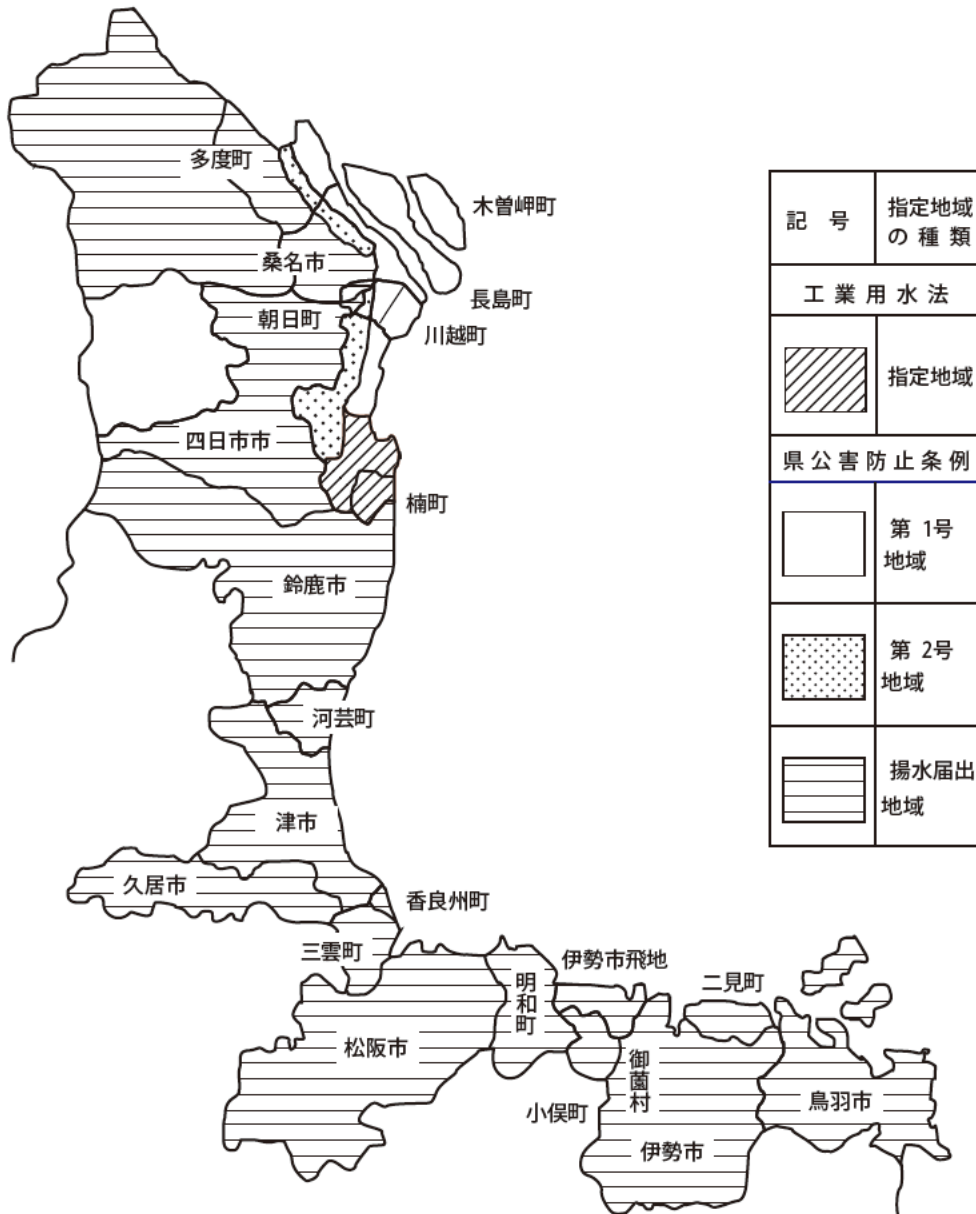 多度町
木曽岬町
桑名市
長島町
朝日町
川越町
四日市市
楠町
鈴鹿市
河芸町
津市
久居市
香良州町
三雲町
伊勢市飛地
二見町
明和町
松阪市
御薗村
小俣町
鳥羽市
伊勢市
記 号
指定地域
の 種 類
工 業 用 水 法
指定地域
県公害防止条例
第 1号
地域
第 2号
地域
揚水届出
地域